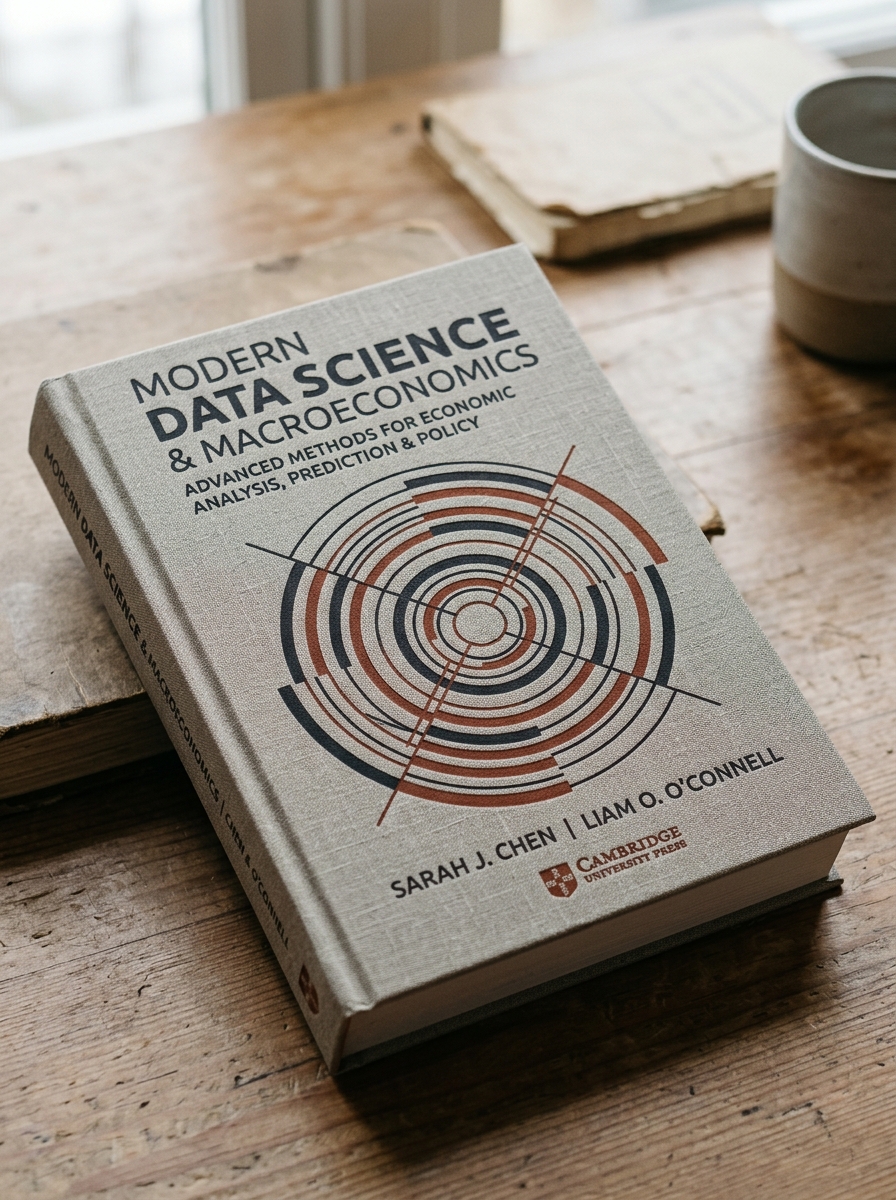 MODERN
DATA SCIENCE
& MACROECONOMICS
ADVANCED METHODS FOR ECONOMIC
ANALYSIS, PREDICTION & POLICY
SARAH J. CHEN | LIAM O. O'CONNELL
CAMBRIDGE
UNIVERSITY PRESS
MODERN DATA SCIENCE & MACROECONOMICS | CHEN & O'CONNELL